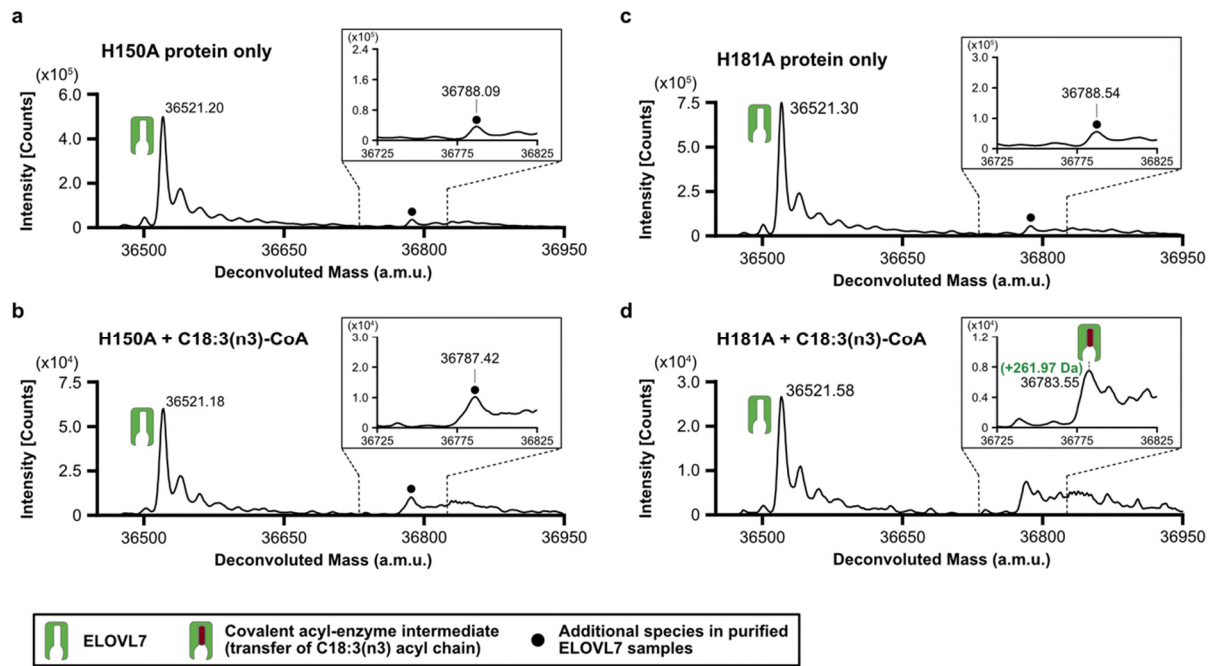 a
H150A protein only
(x10⁵)
Intensity [Counts]
6.0
4.0
2.0
0
36521.20
(x10⁵)
2.4
1.8
1.2
0.6
0
36788.09
36725 36775 36825
36500 36650 36800 36950
Deconvoluted Mass (a.m.u.)
c
H181A protein only
(x10⁵)
Intensity [Counts]
7.5
5.0
2.5
0
36521.30
(x10⁵)
3.0
2.0
1.0
0
36788.54
36725 36775 36825
36500 36650 36800 36950
Deconvoluted Mass (a.m.u.)
b
H150A + C18:3(n3)-CoA
(x10⁴)
Intensity [Counts]
7.5
5.0
2.5
0
36521.18
(x10⁴)
3.0
2.0
1.0
0
36787.42
36725 36775 36825
36500 36650 36800 36950
Deconvoluted Mass (a.m.u.)
d
H181A + C18:3(n3)-CoA
(x10⁴)
Intensity [Counts]
3.0
2.0
1.0
0
36521.58
(x10⁴)
1.2
0.8
0.4
0
(+261.97 Da)
36783.55
36725 36775 36825
36500 36650 36800 36950
Deconvoluted Mass (a.m.u.)
ELOVL7
Covalent acyl-enzyme intermediate
(transfer of C18:3(n3) acyl chain)
Additional species in purified
ELOVL7 samples